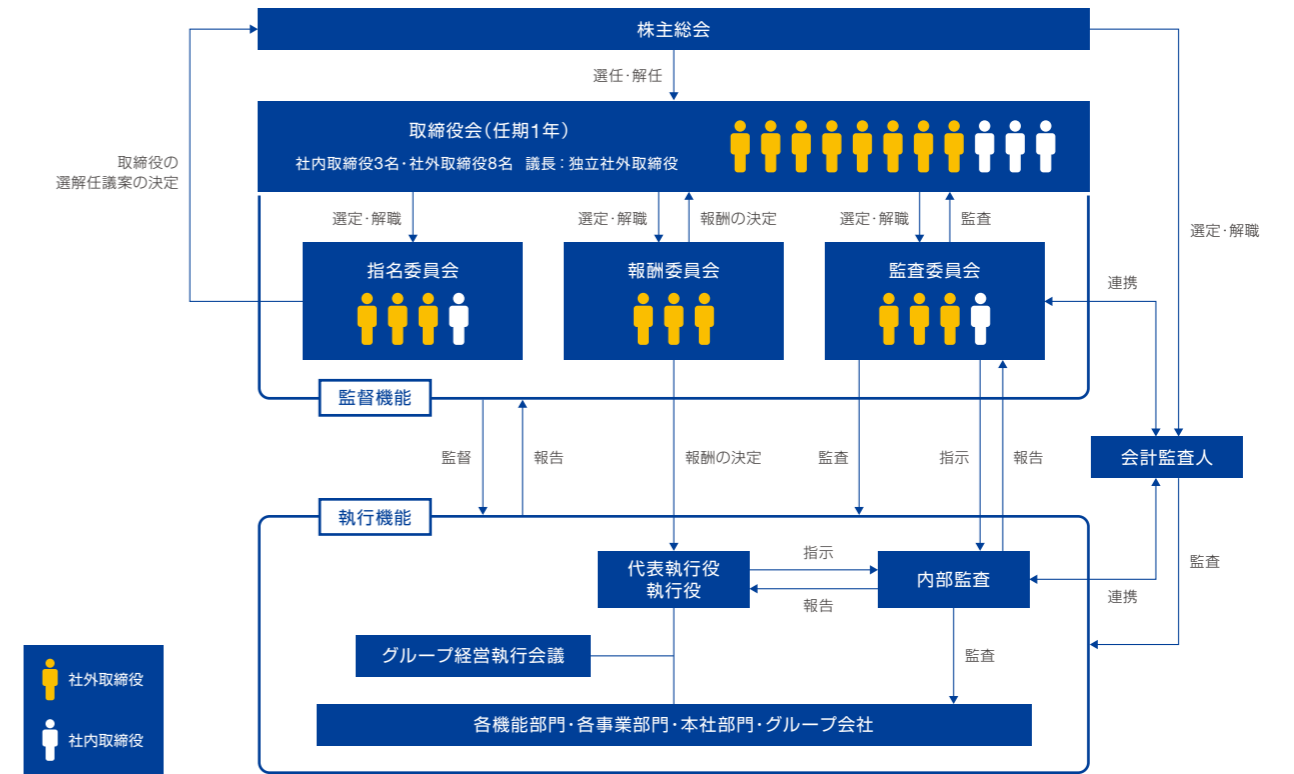 株主総会
選任・解任
取締役会（任期1年）
社内取締役3名・社外取締役8名 議長：独立社外取締役
取締役の
選解任議案の決定
選定・解職
選定・解職
報酬の決定
選定・解職
監査
選定・解職
指名委員会
報酬委員会
監査委員会
連携
監督機能
監督
報告
報酬の決定
監査
指示
報告
会計監査人
執行機能
代表執行役
執行役
指示
報告
内部監査
連携
監査
グループ経営執行会議
監査
各機能部門・各事業部門・本社部門・グループ会社
社外取締役
社内取締役